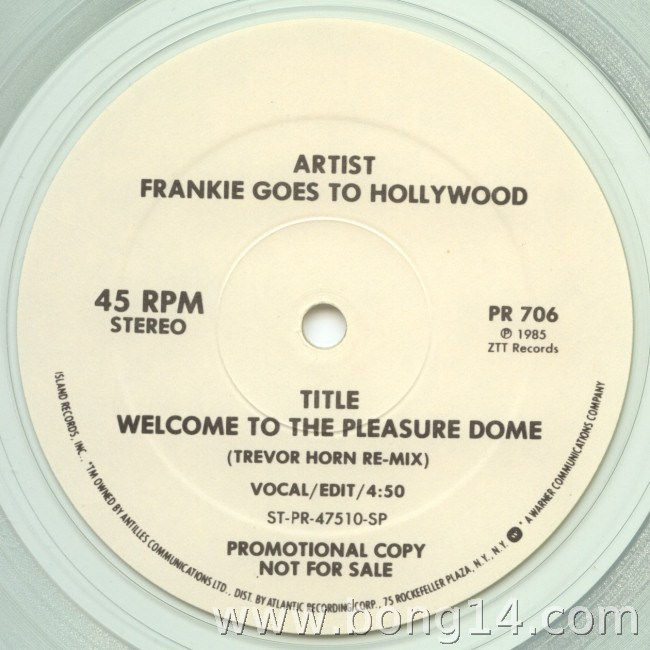 ARTIST
FRANKIE GOES TO HOLLYWOOD
45 RPM
STEREO
PR 706
℗ 1985
ZTT Records
TITLE
WELCOME TO THE PLEASURE DOME
(TREVOR HORN RE-MIX)
VOCAL/EDIT/4:50
ST-PR-47510-SP
PROMOTIONAL COPY
NOT FOR SALE
ISLAND RECORDS, INC., *TM OWNED BY ANTILLES COMMUNICATIONS LTD., DIST. BY ATLANTIC RECORDING CORP., 75 ROCKEFELLER PLAZA, N.Y., N.Y. A WARNER COMMUNICATIONS COMPANY
www.bong14.com